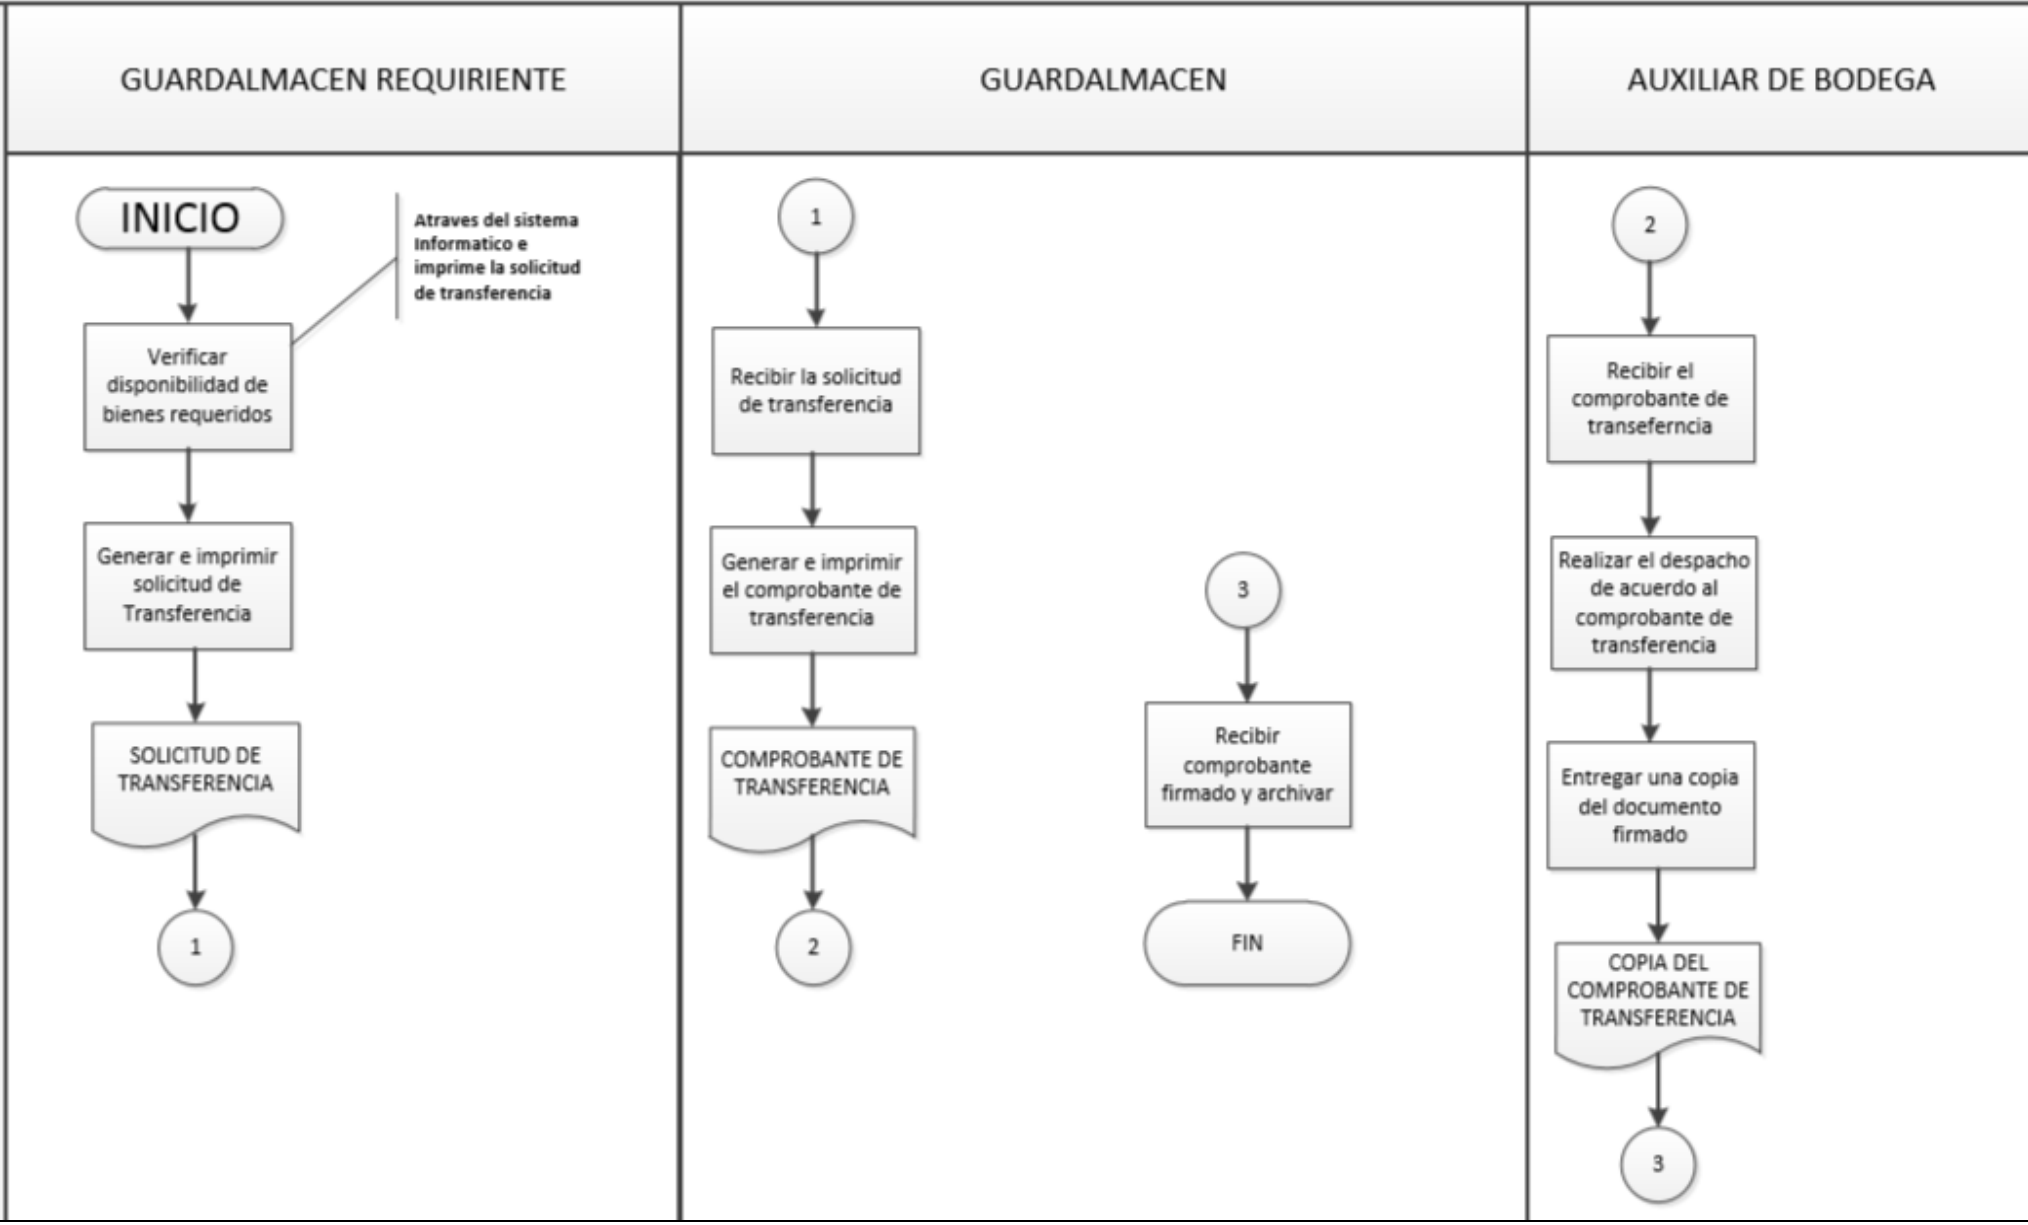 GUARDALMACEN REQUIRIENTE
GUARDALMACEN
AUXILIAR DE BODEGA
INICIO
Atraves del sistema
Informatico e
imprime la solicitud
de transferencia
Verificar
disponibilidad de
bienes requeridos
Generar e imprimir
solicitud de
Transferencia
SOLICITUD DE
TRANSFERENCIA
1
1
Recibir la solicitud
de transferencia
Generar e imprimir
el comprobante de
transferencia
COMPROBANTE DE
TRANSFERENCIA
2
3
Recibir
comprobante
firmado y archivar
FIN
2
Recibir el
comprobante de
transeferncia
Realizar el despacho
de acuerdo al
comprobante de
transferencia
Entregar una copia
del documento
firmado
COPIA DEL
COMPROBANTE DE
TRANSFERENCIA
3